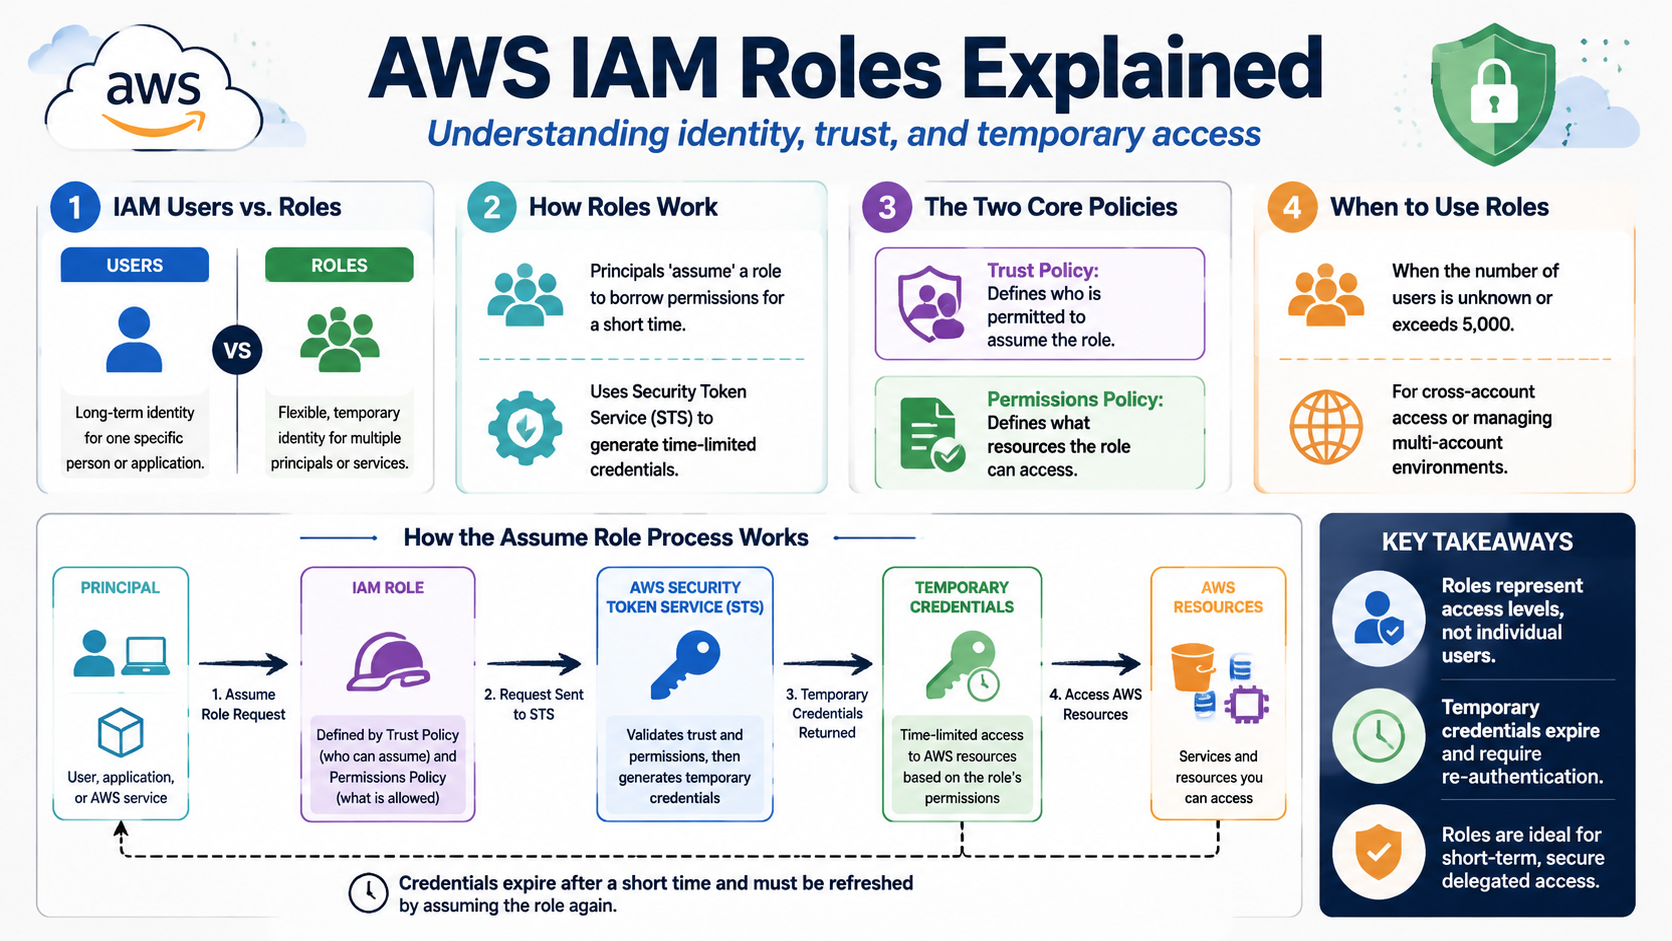 aws
AWS IAM Roles Explained
Understanding identity, trust, and temporary access
1 IAM Users vs. Roles
USERS
ROLES
VS
Long-term identity
for one specific
person or application.
Flexible, temporary
identity for multiple
principals or services.
2 How Roles Work
Principals 'assume' a role
to borrow permissions for
a short time.
Uses Security Token
Service (STS) to
generate time-limited
credentials.
3 The Two Core Policies
Trust Policy:
Defines who is
permitted to
assume the role.
Permissions Policy:
Defines what
resources the role
can access.
4 When to Use Roles
When the number of
users is unknown or
exceeds 5,000.
For cross-account
access or managing
multi-account
environments.
How the Assume Role Process Works
PRINCIPAL
User, application,
or AWS service
1. Assume
Role Request
IAM ROLE
Defined by Trust Policy
(who can assume) and
Permissions Policy
(what is allowed)
2. Request Sent
to STS
AWS SECURITY
TOKEN SERVICE (STS)
Validates trust and
permissions, then
generates temporary
credentials
3. Temporary
Credentials
Returned
TEMPORARY
CREDENTIALS
Time-limited access
to AWS resources
based on the role's
permissions
4. Access AWS
Resources
AWS
RESOURCES
Services and
resources you
can access
Credentials expire after a short time and must be refreshed
by assuming the role again.
KEY TAKEAWAYS
Roles represent
access levels,
not individual
users.
Temporary
credentials expire
and require
re-authentication.
Roles are ideal for
short-term, secure
delegated access.